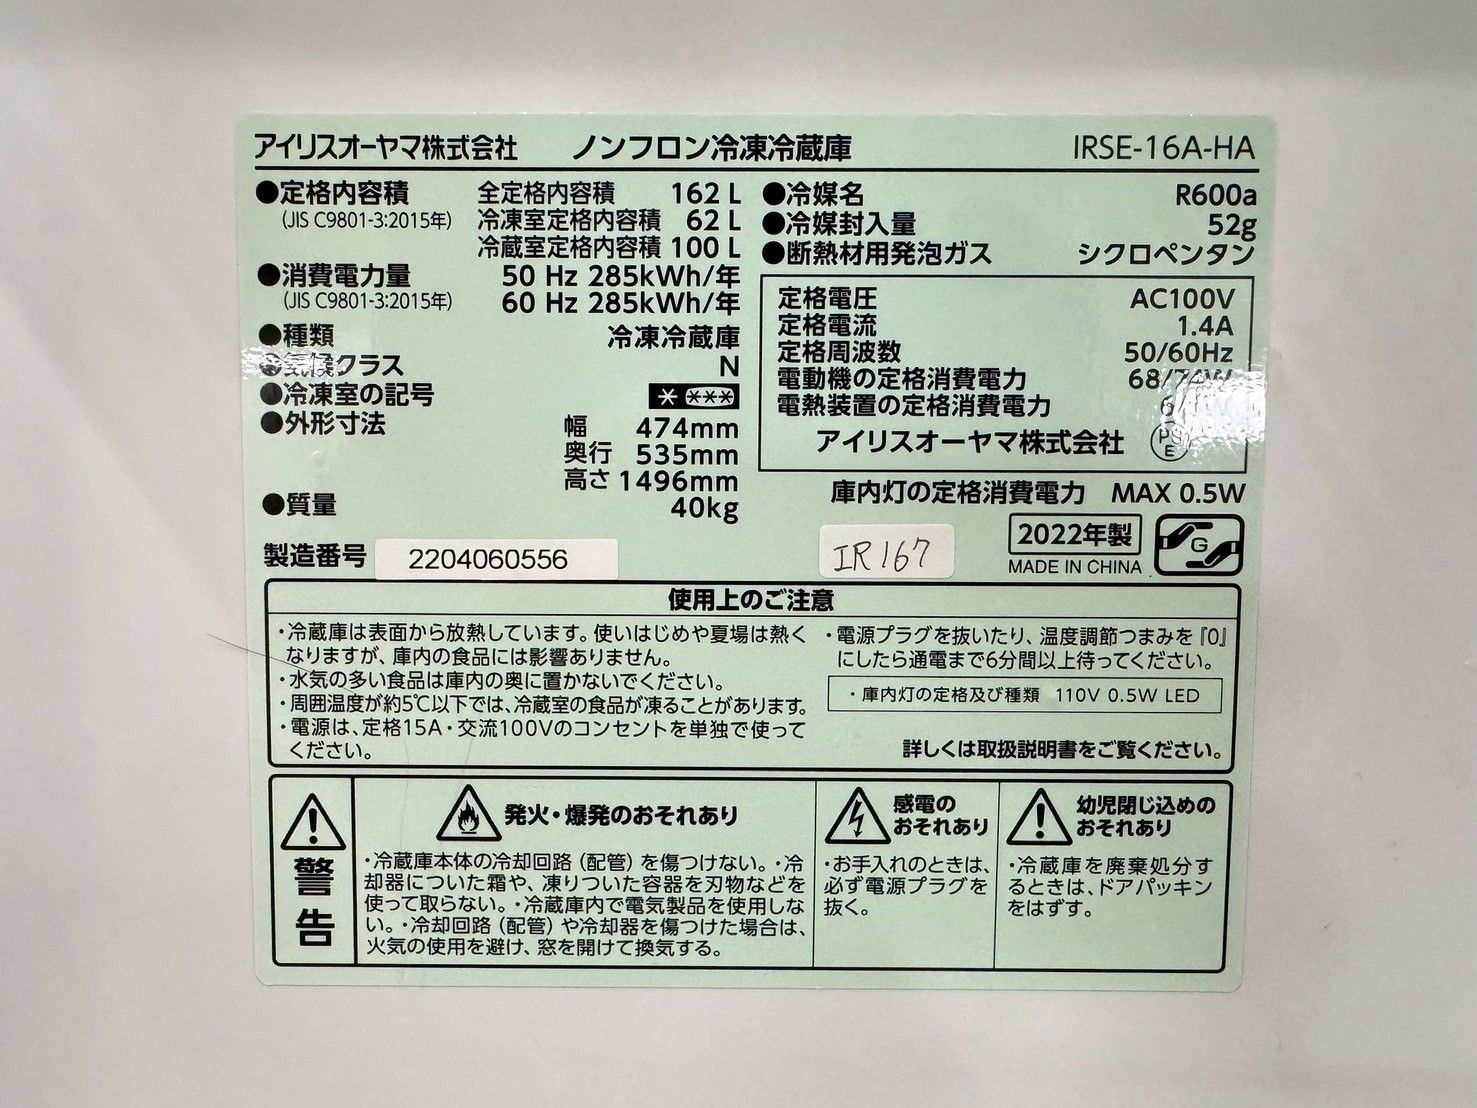 アイリスオーヤマ株式会社 ノンフロン冷凍冷蔵庫 IRSE-16A-HA
●定格内容積 全定格内容積 162 L
(JIS C9801-3:2015年) 冷凍室定格内容積 62 L
冷蔵室定格内容積 100 L
●消費電力量 50 Hz 285kWh/年
(JIS C9801-3:2015年) 60 Hz 285kWh/年
●種類 冷凍冷蔵庫
●気候クラス N
●冷凍室の記号 * ***
●外形寸法 幅 474mm
奥行 535mm
高さ 1496mm
●質量 40kg
製造番号 2204060556
●冷媒名 R600a
●冷媒封入量 52g
●断熱材用発泡ガス シクロペンタン
定格電圧 AC100V
定格電流 1.4A
定格周波数 50/60Hz
電動機の定格消費電力
電熱装置の定格消費電力
アイリスオーヤマ株式会社 PSE
庫内灯の定格消費電力 MAX 0.5W
IR167
2022年製
MADE IN CHINA
G
使用上のご注意
・冷蔵庫は表面から放熱しています。使いはじめや夏場は熱く
なりますが、庫内の食品には影響ありません。
・水気の多い食品は庫内の奥に置かないでください。
・周囲温度が約5℃以下では、冷蔵室の食品が凍ることがあります。
・電源は、定格15A・交流100Vのコンセントを単独で使って
ください。
・電源プラグを抜いたり、温度調節つまみを『0』
にしたら通電まで6分間以上待ってください。
・庫内灯の定格及び種類 110V 0.5W LED
詳しくは取扱説明書をご覧ください。
警告
発火・爆発のおそれあり
・冷蔵庫本体の冷却回路（配管）を傷つけない。・冷
却器についた霜や、凍りついた容器を刃物などを
使って取らない。・冷蔵庫内で電気製品を使用しな
い。・冷却回路（配管）や冷却器を傷つけた場合は、
火気の使用を避け、窓を開けて換気する。
感電の
おそれあり
・お手入れのときは、
必ず電源プラグを
抜く。
幼児閉じ込めの
おそれあり
・冷蔵庫を廃棄処分す
るときは、ドアパッキン
をはずす。